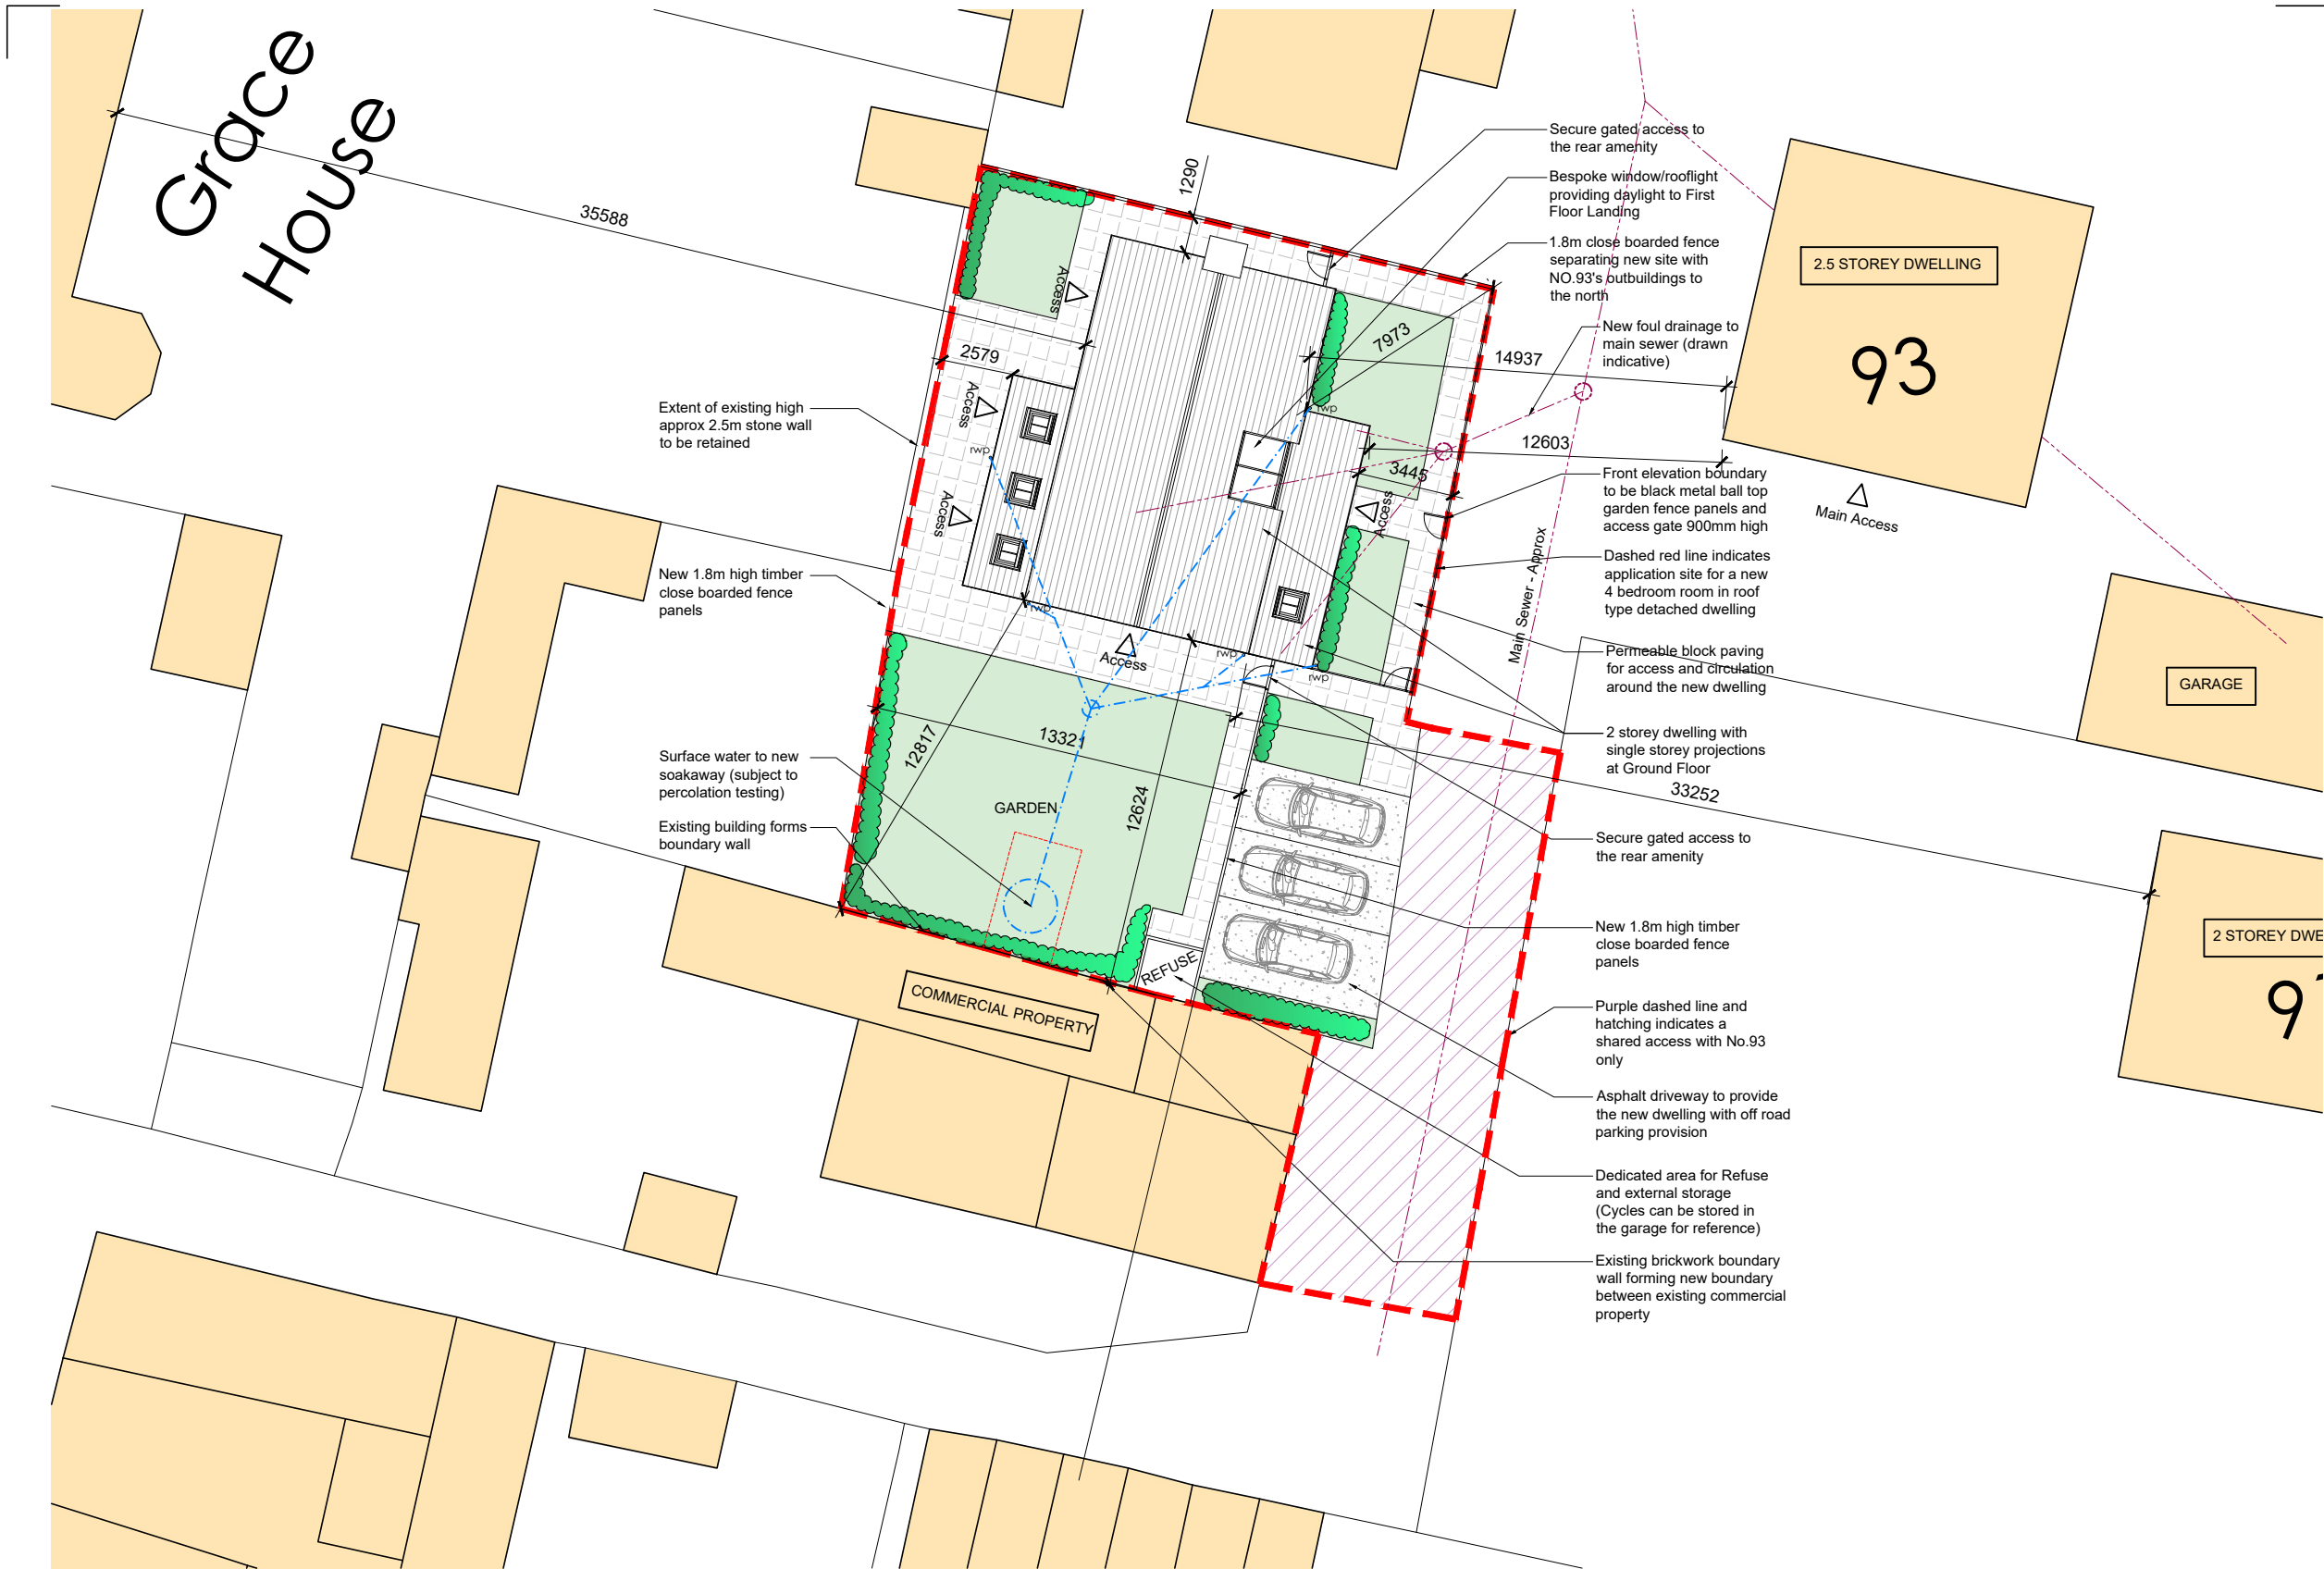 Grace
House
35588
1290
2579
7973
14937
12603
3445
13321
12817
12624
33252
Access
Access
Access
Access
Access
rwp
rwp
rwp
rwp
rwp
GARDEN
REFUSE
COMMERCIAL PROPERTY
Main Sewer - Approx
Extent of existing high
approx 2.5m stone wall
to be retained
New 1.8m high timber
close boarded fence
panels
Surface water to new
soakaway (subject to
percolation testing)
Existing building forms
boundary wall
Secure gated access to
the rear amenity
Bespoke window/rooflight
providing daylight to First
Floor Landing
1.8m close boarded fence
separating new site with
NO.93's outbuildings to
the north
New foul drainage to
main sewer (drawn
indicative)
Front elevation boundary
to be black metal ball top
garden fence panels and
access gate 900mm high
Dashed red line indicates
application site for a new
4 bedroom room in roof
type detached dwelling
Permeable block paving
for access and circulation
around the new dwelling
2 storey dwelling with
single storey projections
at Ground Floor
Secure gated access to
the rear amenity
New 1.8m high timber
close boarded fence
panels
Purple dashed line and
hatching indicates a
shared access with No.93
only
Asphalt driveway to provide
the new dwelling with off road
parking provision
Dedicated area for Refuse
and external storage
(Cycles can be stored in
the garage for reference)
Existing brickwork boundary
wall forming new boundary
between existing commercial
property
2.5 STOREY DWELLING
93
Main Access
GARAGE
2 STOREY DWE
9